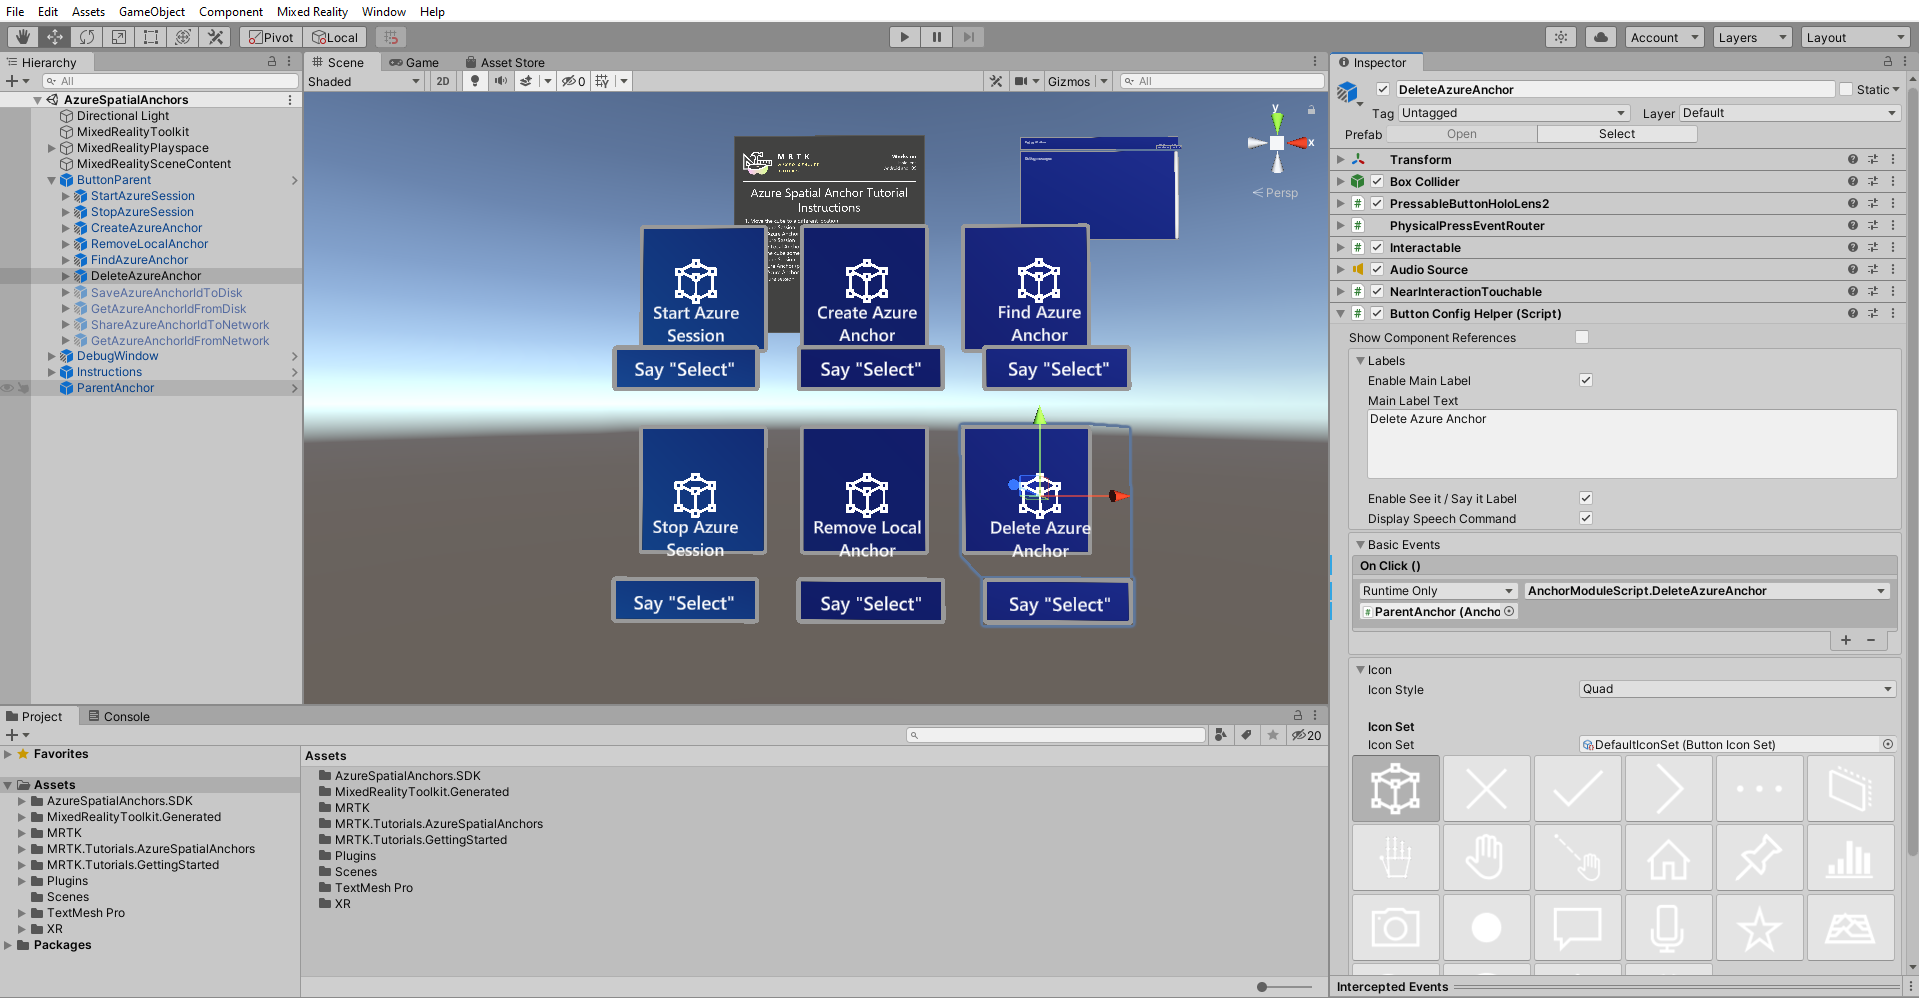 File Edit Assets GameObject Component Mixed Reality Window Help
Pivot Local Account Layers Layout
Hierarchy
All
AzureSpatialAnchors
Directional Light
MixedRealityToolkit
MixedRealityPlayspace
MixedRealitySceneContent
ButtonParent
StartAzureSession
StopAzureSession
CreateAzureAnchor
RemoveLocalAnchor
FindAzureAnchor
DeleteAzureAnchor
SaveAzureAnchorIdToDisk
GetAzureAnchorIdFromDisk
ShareAzureAnchorIdToNetwork
GetAzureAnchorIdFromNetwork
DebugWindow
Instructions
ParentAnchor
Scene Game Asset Store
Shaded 2D 0 Gizmos All
y
x
Persp
MRTK
Azure Spatial Anchor Tutorial
Instructions
1. Move the cube to a different location
Start Azure
Session
Create Azure
Anchor
Find Azure
Anchor
Say "Select"
Say "Select"
Say "Select"
Stop Azure
Session
Remove Local
Anchor
Delete Azure
Anchor
Say "Select"
Say "Select"
Say "Select"
Inspector
DeleteAzureAnchor Static
Tag Untagged Layer Default
Prefab Open Select
Transform
Box Collider
PressableButtonHoloLens2
PhysicalPressEventRouter
Interactable
Audio Source
NearInteractionTouchable
Button Config Helper (Script)
Show Component References
Labels
Enable Main Label
Main Label Text
Delete Azure Anchor
Enable See it / Say it Label
Display Speech Command
Basic Events
On Click ()
Runtime Only AnchorModuleScript.DeleteAzureAnchor
ParentAnchor (Ancho
Icon
Icon Style Quad
Icon Set
Icon Set DefaultIconSet (Button Icon Set)
Intercepted Events
Project Console
20
Favorites
Assets
AzureSpatialAnchors.SDK
MixedRealityToolkit.Generated
MRTK
MRTK.Tutorials.AzureSpatialAnchors
MRTK.Tutorials.GettingStarted
Plugins
Scenes
TextMesh Pro
XR
Packages
Assets
AzureSpatialAnchors.SDK
MixedRealityToolkit.Generated
MRTK
MRTK.Tutorials.AzureSpatialAnchors
MRTK.Tutorials.GettingStarted
Plugins
Scenes
TextMesh Pro
XR